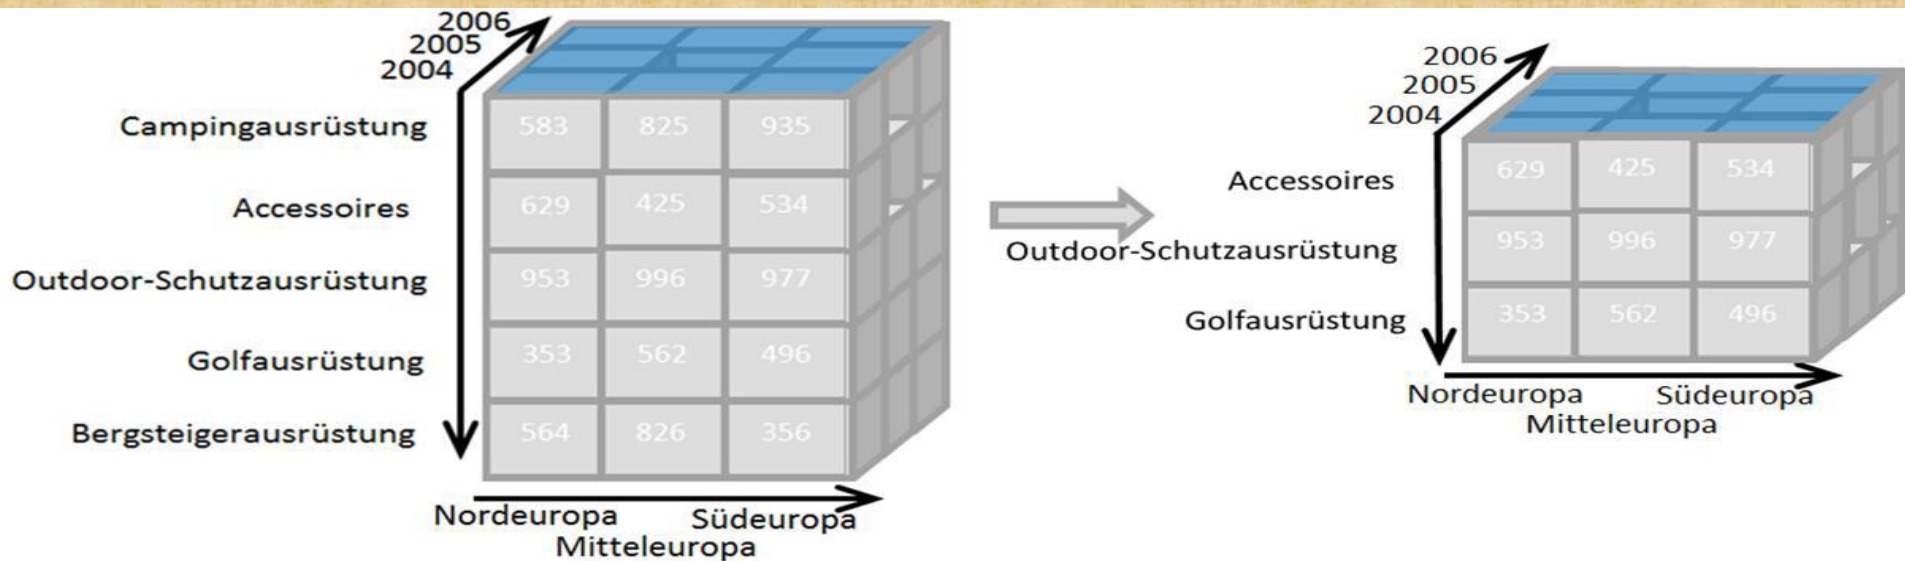 2006
2005
2004
Campingausrüstung 583 825 935
Accessoires 629 425 534
Outdoor-Schutzausrüstung 953 996 977
Golfausrüstung 353 562 496
Bergsteigerausrüstung 564 826 356
Nordeuropa Südeuropa
Mitteleuropa
2006
2005
2004
Accessoires 629 425 534
Outdoor-Schutzausrüstung 953 996 977
Golfausrüstung 353 562 496
Nordeuropa Südeuropa
Mitteleuropa